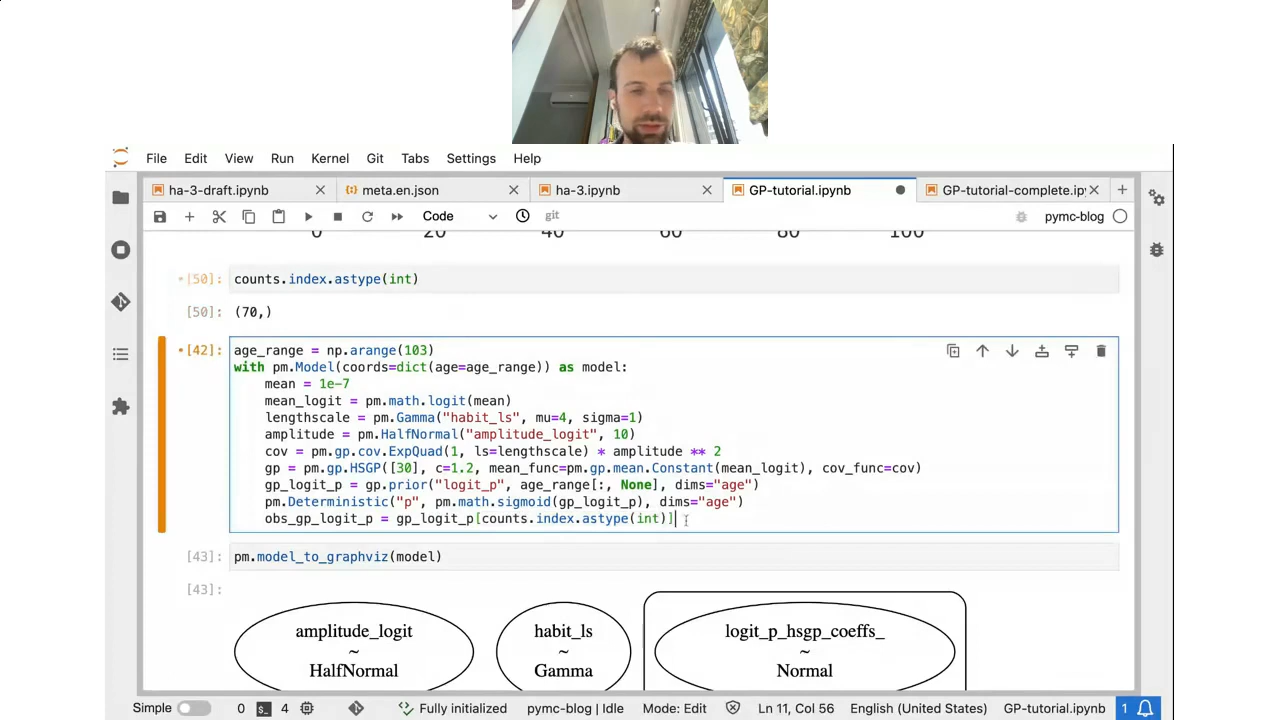 File Edit View Run Kernel Git Tabs Settings Help
ha-3-draft.ipynb meta.en.json ha-3.ipynb GP-tutorial.ipynb GP-tutorial-complete.ipy
Code git pymc-blog
0 20 40 60 80 100
[50]: counts.index.astype(int)
[50]: (70,)
[42]: age_range = np.arange(103)
with pm.Model(coords=dict(age=age_range)) as model:
mean = 1e-7
mean_logit = pm.math.logit(mean)
lengthscale = pm.Gamma("habit_ls", mu=4, sigma=1)
amplitude = pm.HalfNormal("amplitude_logit", 10)
cov = pm.gp.cov.ExpQuad(1, ls=lengthscale) * amplitude ** 2
gp = pm.gp.HSGP([30], c=1.2, mean_func=pm.gp.mean.Constant(mean_logit), cov_func=cov)
gp_logit_p = gp.prior("logit_p", age_range[:, None], dims="age")
pm.Deterministic("p", pm.math.sigmoid(gp_logit_p), dims="age")
obs_gp_logit_p = gp_logit_p[counts.index.astype(int)]
[43]: pm.model_to_graphviz(model)
[43]:
amplitude_logit habit_ls logit_p_hsgp_coeffs_
~ ~ ~
HalfNormal Gamma Normal
Simple 0 4 Fully initialized pymc-blog | Idle Mode: Edit Ln 11, Col 56 English (United States) GP-tutorial.ipynb 1